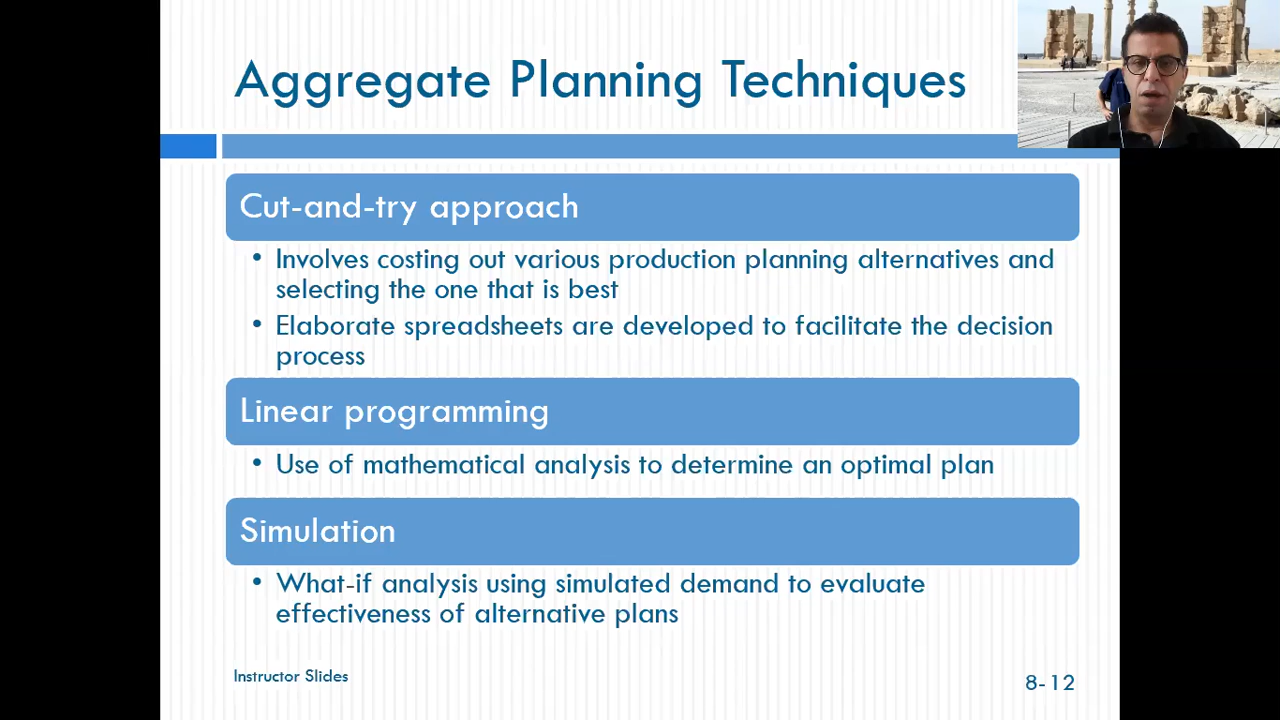 Aggregate Planning Techniques
Cut-and-try approach
• Involves costing out various production planning alternatives and
selecting the one that is best
• Elaborate spreadsheets are developed to facilitate the decision
process
Linear programming
• Use of mathematical analysis to determine an optimal plan
Simulation
• What-if analysis using simulated demand to evaluate
effectiveness of alternative plans
Instructor Slides
8-12